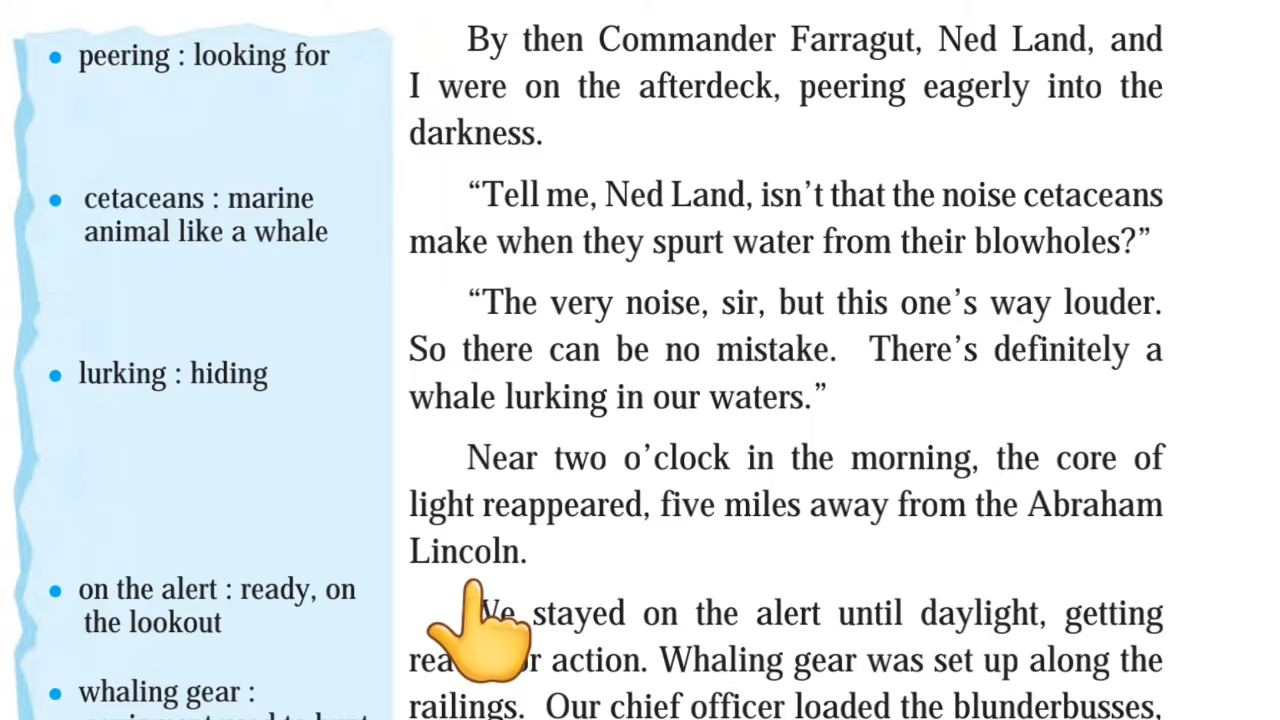 peering : looking for
cetaceans : marine
animal like a whale
lurking : hiding
on the alert : ready, on
the lookout
whaling gear :
By then Commander Farragut, Ned Land, and
I were on the afterdeck, peering eagerly into the
darkness.
“Tell me, Ned Land, isn’t that the noise cetaceans
make when they spurt water from their blowholes?”
“The very noise, sir, but this one’s way louder.
So there can be no mistake. There’s definitely a
whale lurking in our waters.”
Near two o’clock in the morning, the core of
light reappeared, five miles away from the Abraham
Lincoln.
stayed on the alert until daylight, getting
action. Whaling gear was set up along the
railings. Our chief officer loaded the blunderbusses,